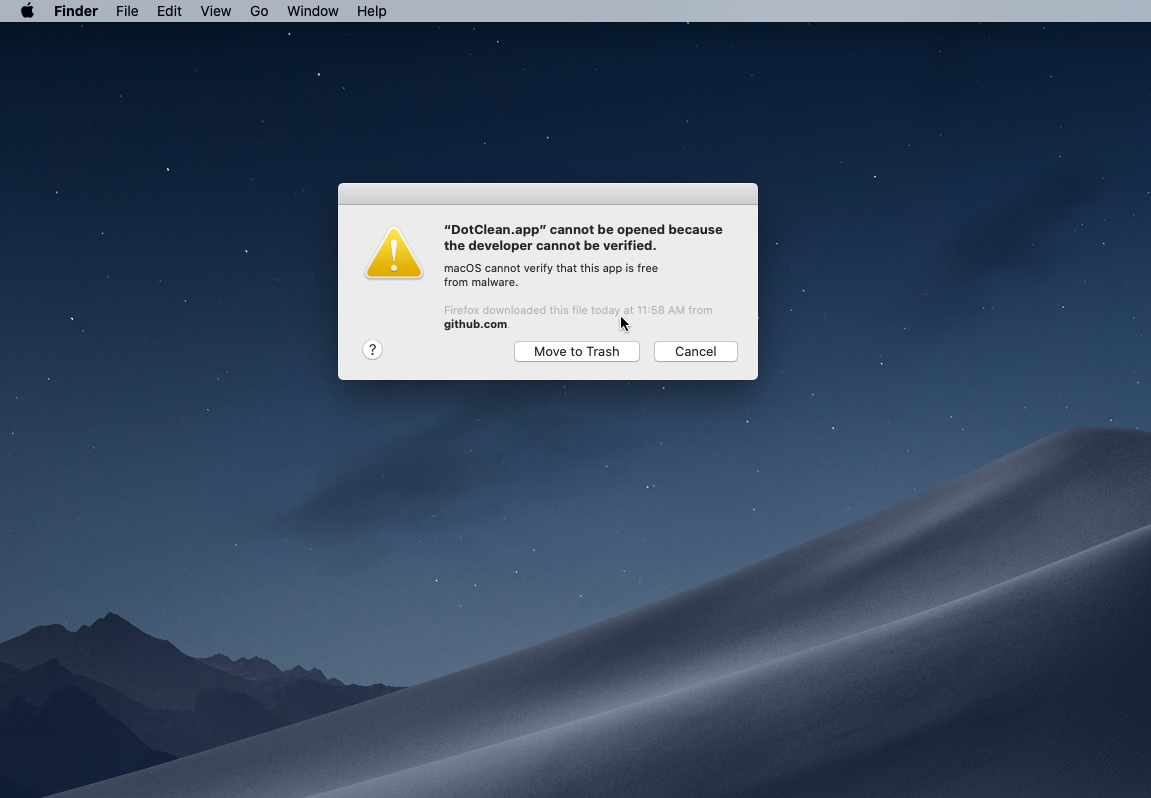 Finder File Edit View Go Window Help
“DotClean.app” cannot be opened because
the developer cannot be verified.
macOS cannot verify that this app is free
from malware.
Firefox downloaded this file today at 11:58 AM from
github.com.
? Move to Trash Cancel